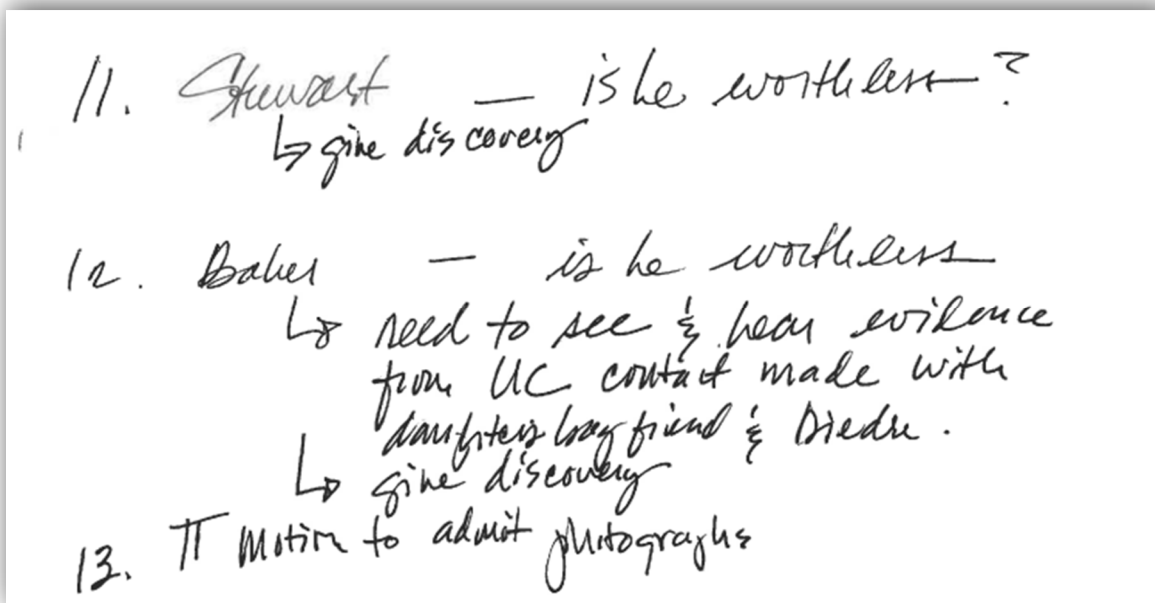 11. Stewart — is he worthless?
↳ give discovery
12. Baker — is he worthless
↳ need to see & hear evidence
from UC contact made with
daughters boyfriend & Diedre.
↳ give discovery
13. π Motion to admit photographs